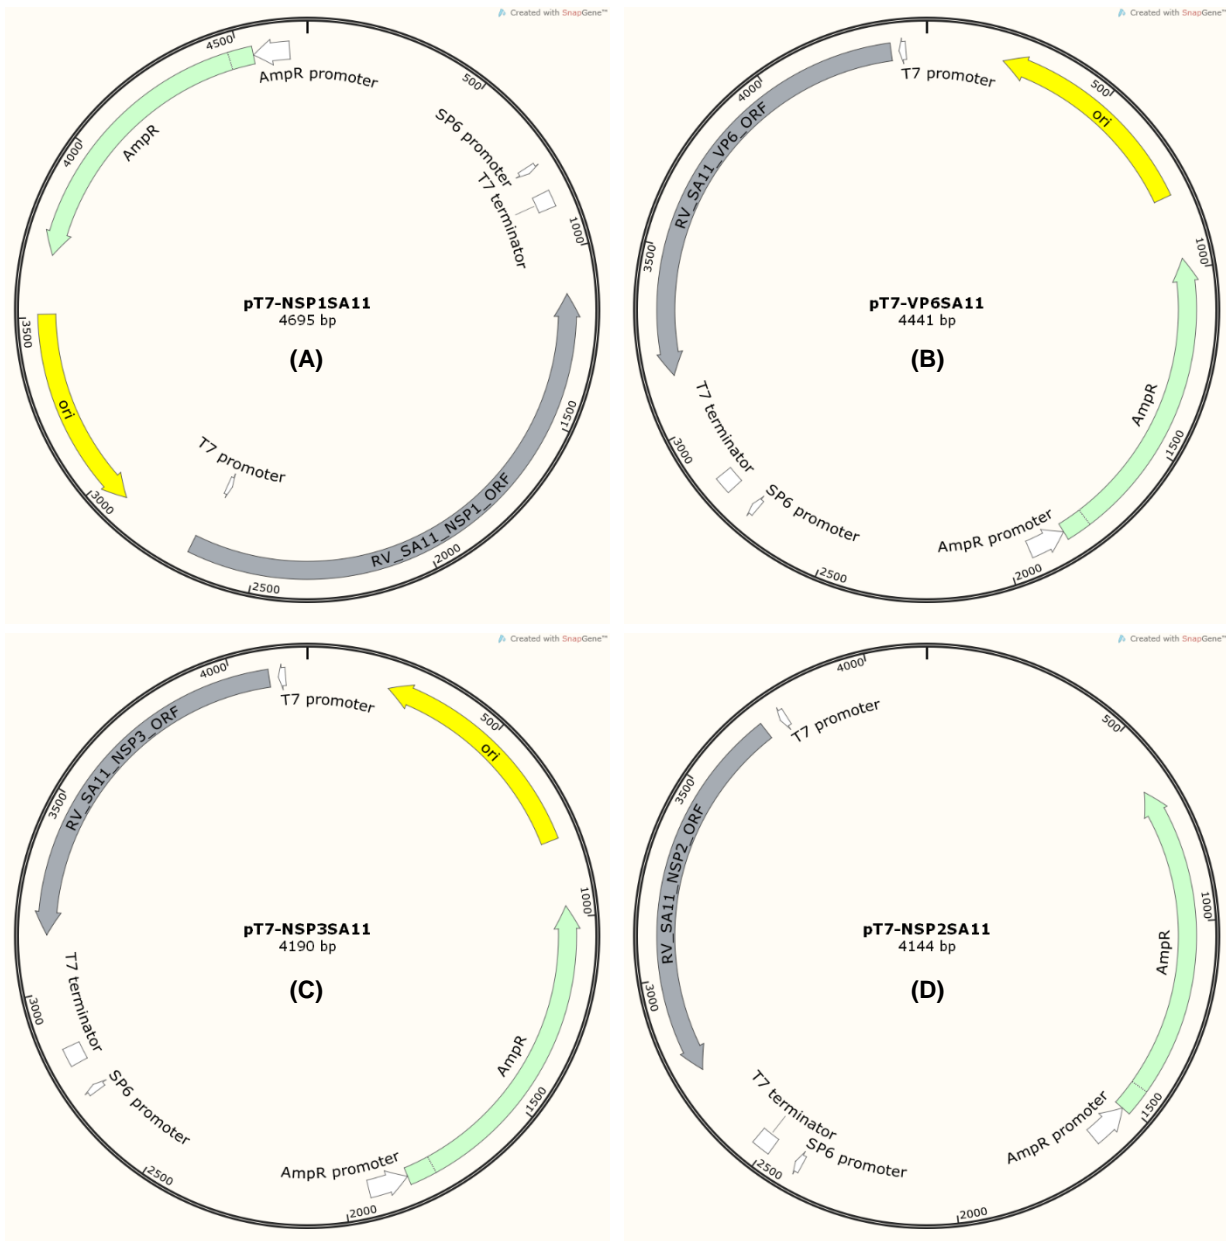 Created with SnapGene™
4500
AmpR promoter
500
SP6 promoter
T7 terminator
1000
4000
AmpR
pT7-NSP1SA11
4695 bp
(A)
3500
ori
1500
T7 promoter
3000
RV_SA11_NSP1_ORF
2000
2500
Created with SnapGene™
T7 promoter
4000
500
ori
RV_SA11_VP6_ORF
3500
1000
pT7-VP6SA11
4441 bp
(B)
T7 terminator
AmpR
3000
1500
SP6 promoter
AmpR promoter
2500
2000
Created with SnapGene™
4000
T7 promoter
500
ori
RV_SA11_NSP3_ORF
3500
1000
pT7-NSP3SA11
4190 bp
(C)
T7 terminator
3000
AmpR
SP6 promoter
1500
AmpR promoter
2500
2000
Created with SnapGene™
4000
T7 promoter
500
3500
RV_SA11_NSP2_ORF
1000
pT7-NSP2SA11
4144 bp
AmpR
(D)
3000
T7 terminator
AmpR promoter
1500
SP6 promoter
2500
2000